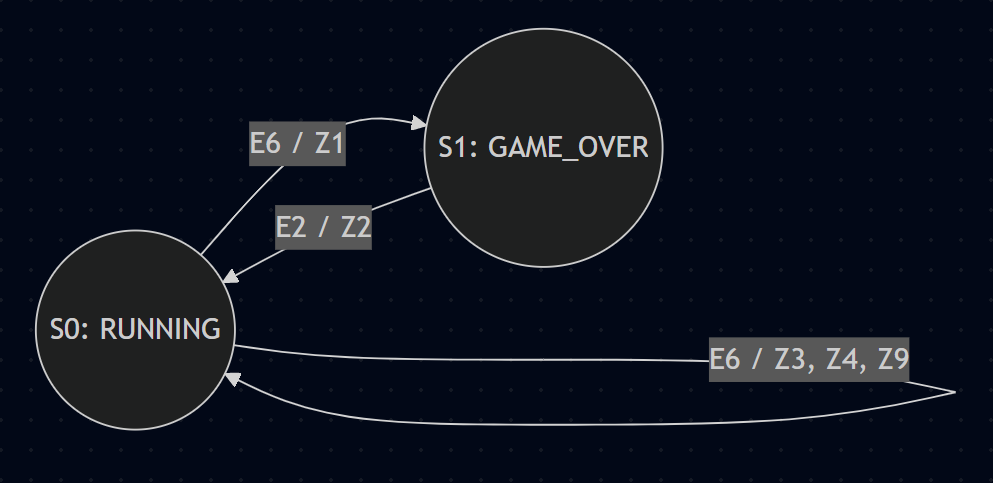 E6 / Z1
S1: GAME_OVER
E2 / Z2
S0: RUNNING
E6 / Z3, Z4, Z9